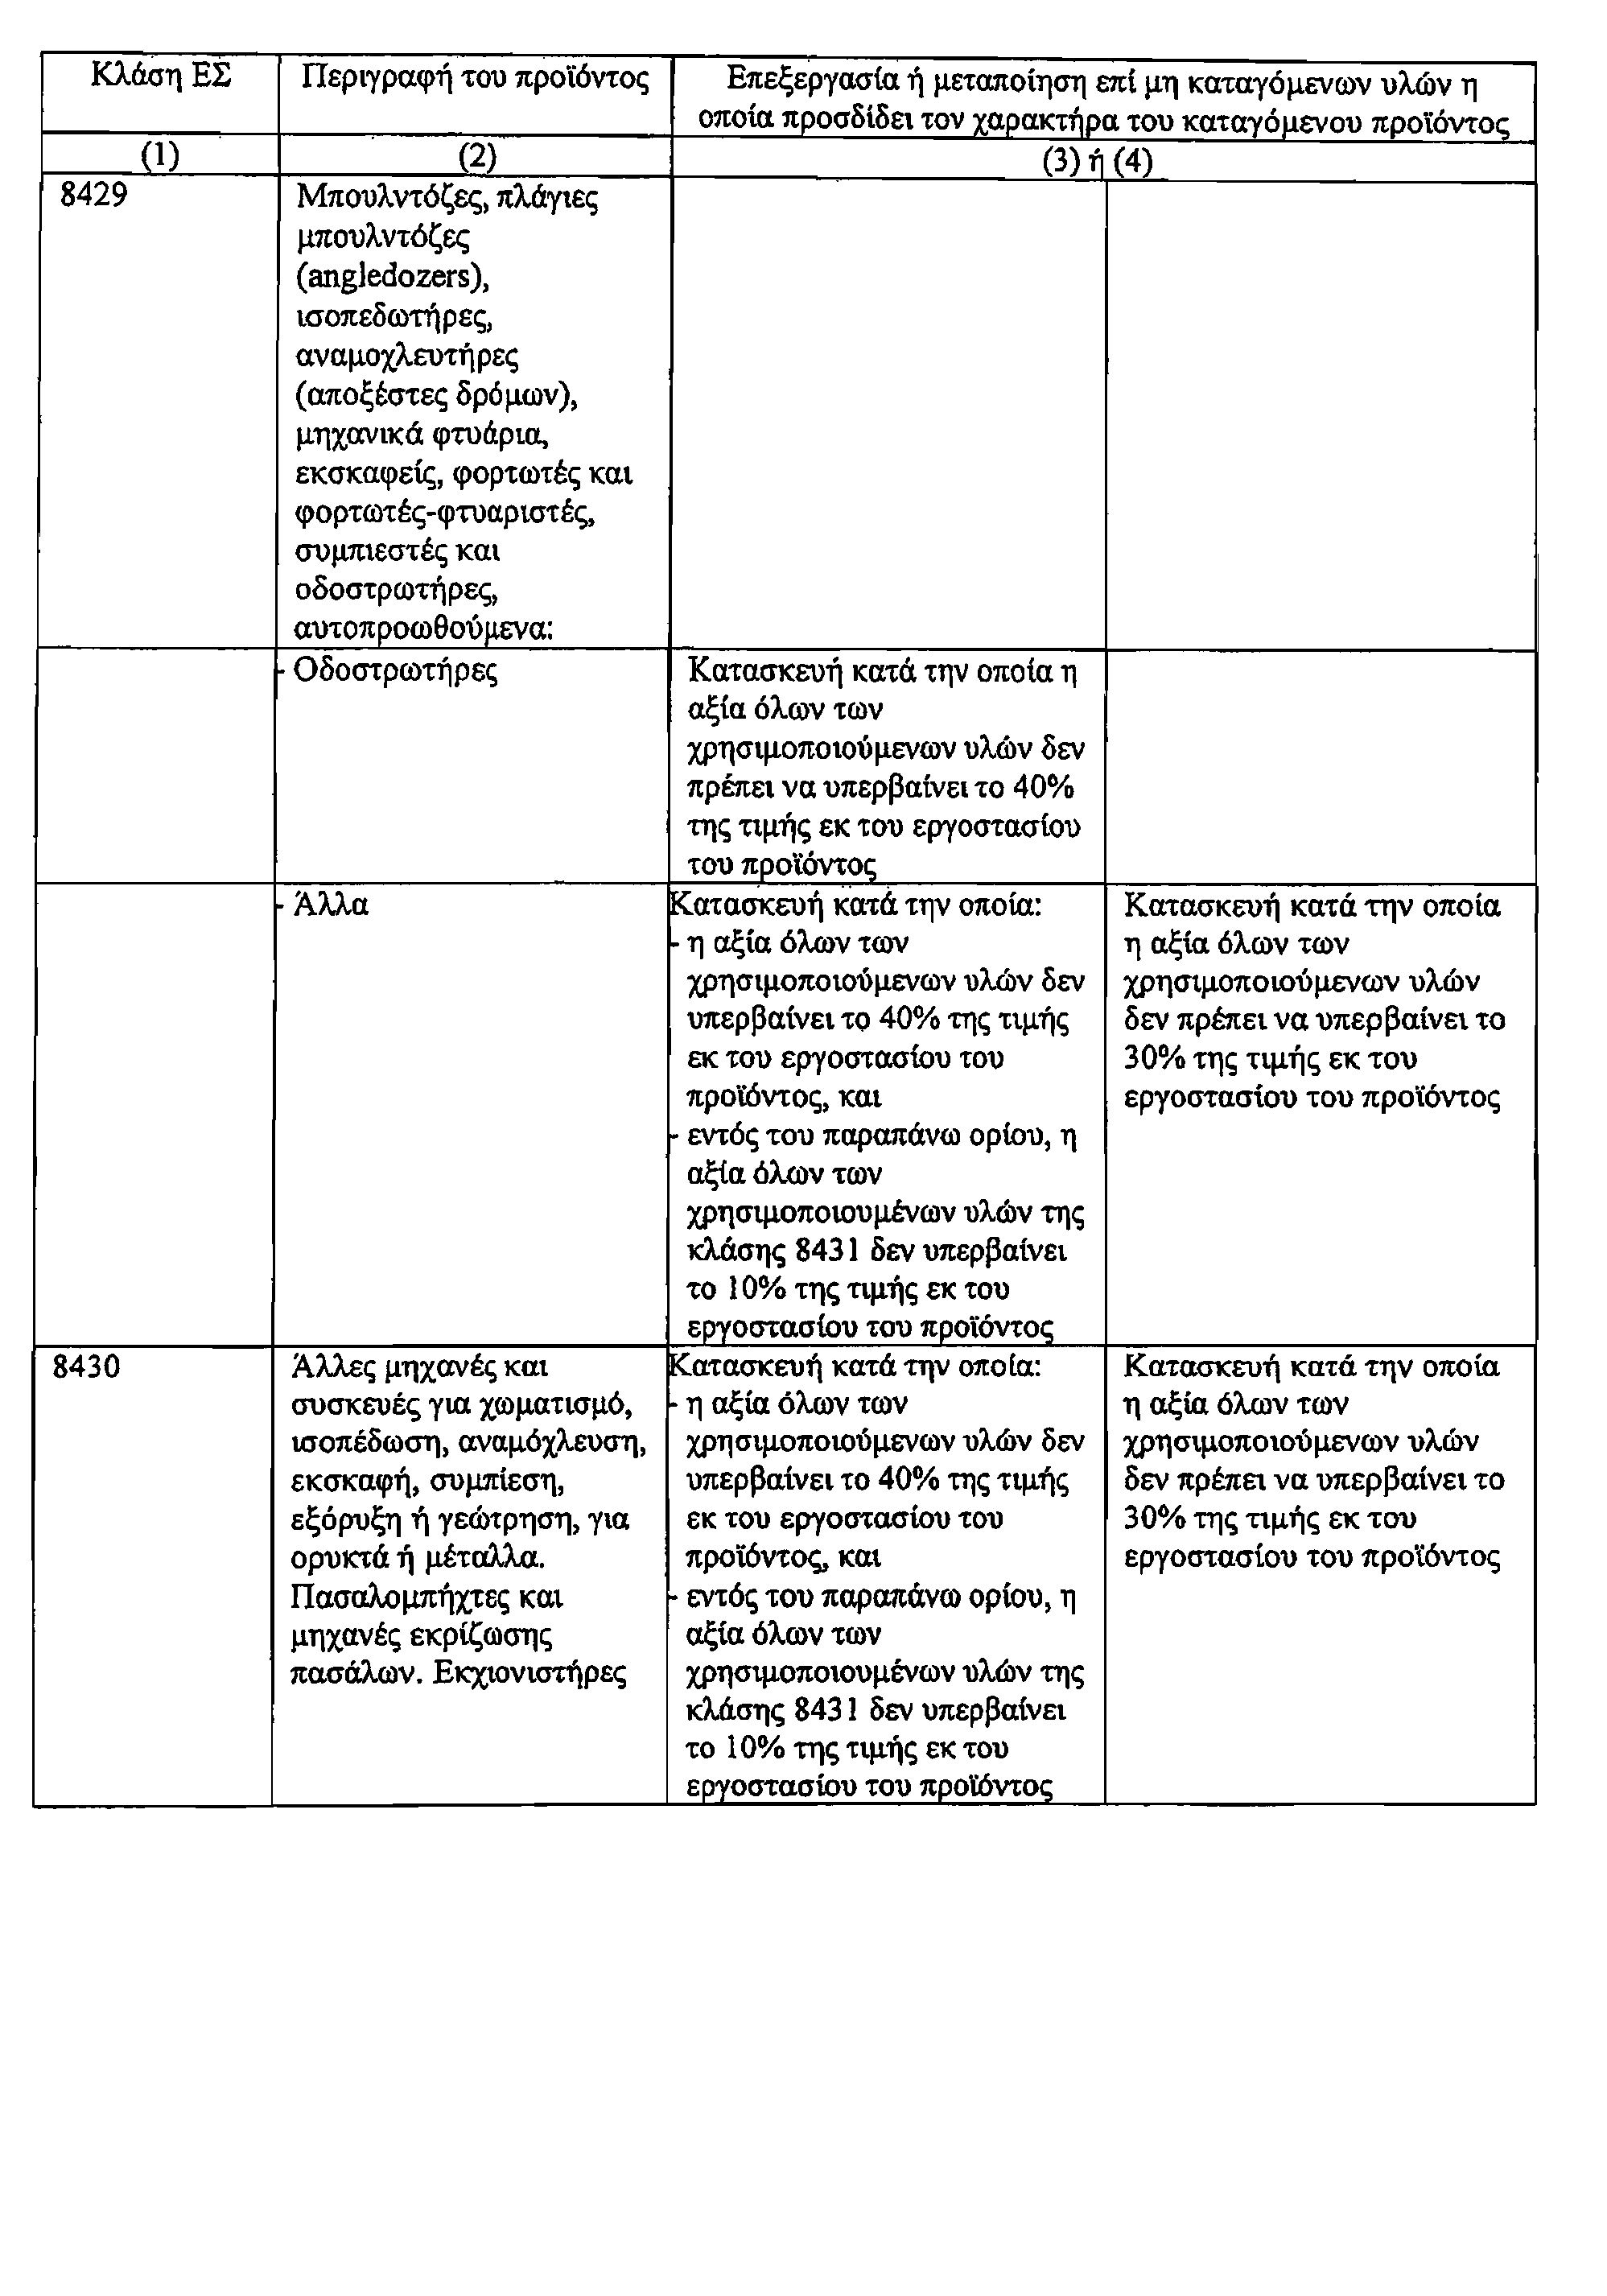 Κλάση ΕΣ
Περιγραφή του προϊόντος
Επεξεργασία ή μεταποίηση επί μη καταγόμενων υλών η
οποία προσδίδει τον χαρακτήρα του καταγόμενου προϊόντος
(1)
(2)
(3) ή (4)
8429
Μπουλντόζες, πλάγιες
μπουλντόζες
(angledozers),
ισοπεδωτήρες,
αναμοχλευτήρες
(αποξέστες δρόμων),
μηχανικά φτυάρια,
εκσκαφείς, φορτωτές και
φορτωτές-φτυαριστές,
συμπιεστές και
οδοστρωτήρες,
αυτοπροωθούμενα:
- Οδοστρωτήρες
Κατασκευή κατά την οποία η
αξία όλων των
χρησιμοποιούμενων υλών δεν
πρέπει να υπερβαίνει το 40%
της τιμής εκ του εργοστασίου
του προϊόντος
- Άλλα
Κατασκευή κατά την οποία:
- η αξία όλων των
χρησιμοποιούμενων υλών δεν
υπερβαίνει το 40% της τιμής
εκ του εργοστασίου του
προϊόντος, και
- εντός του παραπάνω ορίου, η
αξία όλων των
χρησιμοποιουμένων υλών της
κλάσης 8431 δεν υπερβαίνει
το 10% της τιμής εκ του
εργοστασίου του προϊόντος
Κατασκευή κατά την οποία
η αξία όλων των
χρησιμοποιούμενων υλών
δεν πρέπει να υπερβαίνει το
30% της τιμής εκ του
εργοστασίου του προϊόντος
8430
Άλλες μηχανές και
συσκευές για χωματισμό,
ισοπέδωση, αναμόχλευση,
εκσκαφή, συμπίεση,
εξόρυξη ή γεώτρηση, για
ορυκτά ή μέταλλα.
Πασαλομπήχτες και
μηχανές εκρίζωσης
πασάλων. Εκχιονιστήρες
Κατασκευή κατά την οποία:
- η αξία όλων των
χρησιμοποιούμενων υλών δεν
υπερβαίνει το 40% της τιμής
εκ του εργοστασίου του
προϊόντος, και
- εντός του παραπάνω ορίου, η
αξία όλων των
χρησιμοποιουμένων υλών της
κλάσης 8431 δεν υπερβαίνει
το 10% της τιμής εκ του
εργοστασίου του προϊόντος
Κατασκευή κατά την οποία
η αξία όλων των
χρησιμοποιούμενων υλών
δεν πρέπει να υπερβαίνει το
30% της τιμής εκ του
εργοστασίου του προϊόντος